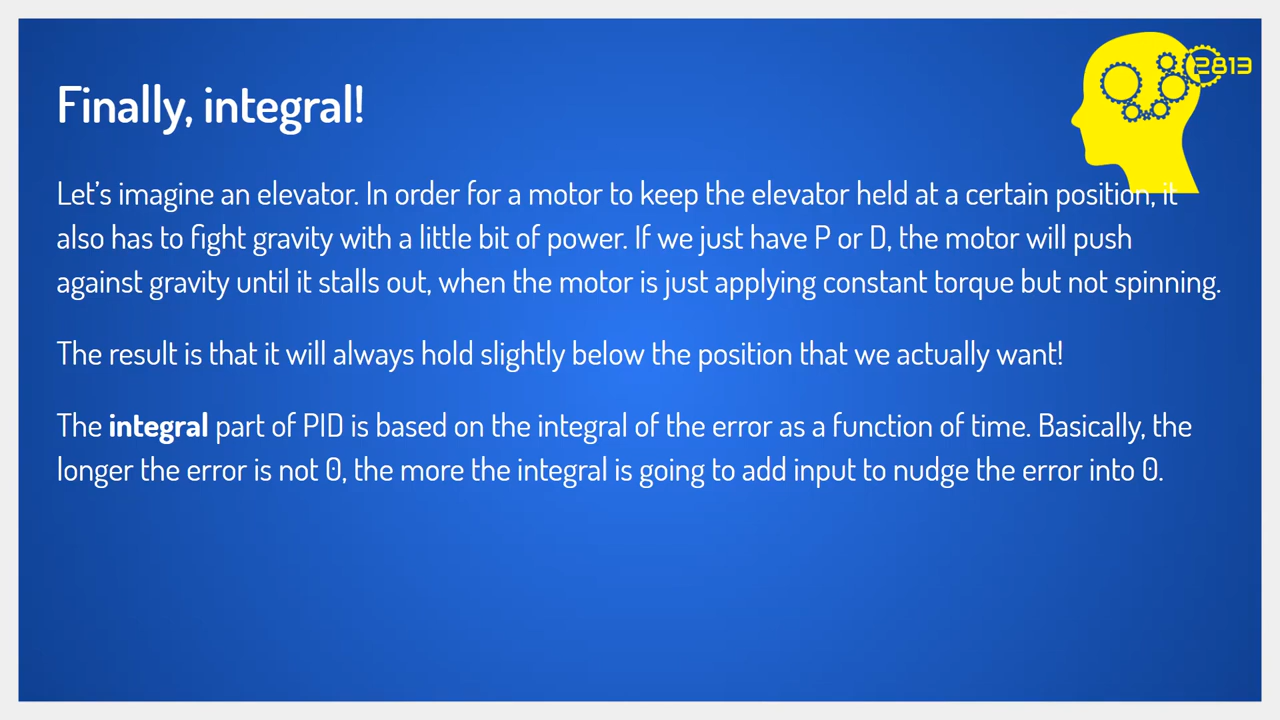 2813
Finally, integral!
Let’s imagine an elevator. In order for a motor to keep the elevator held at a certain position, it
also has to fight gravity with a little bit of power. If we just have P or D, the motor will push
against gravity until it stalls out, when the motor is just applying constant torque but not spinning.
The result is that it will always hold slightly below the position that we actually want!
The integral part of PID is based on the integral of the error as a function of time. Basically, the
longer the error is not 0, the more the integral is going to add input to nudge the error into 0.